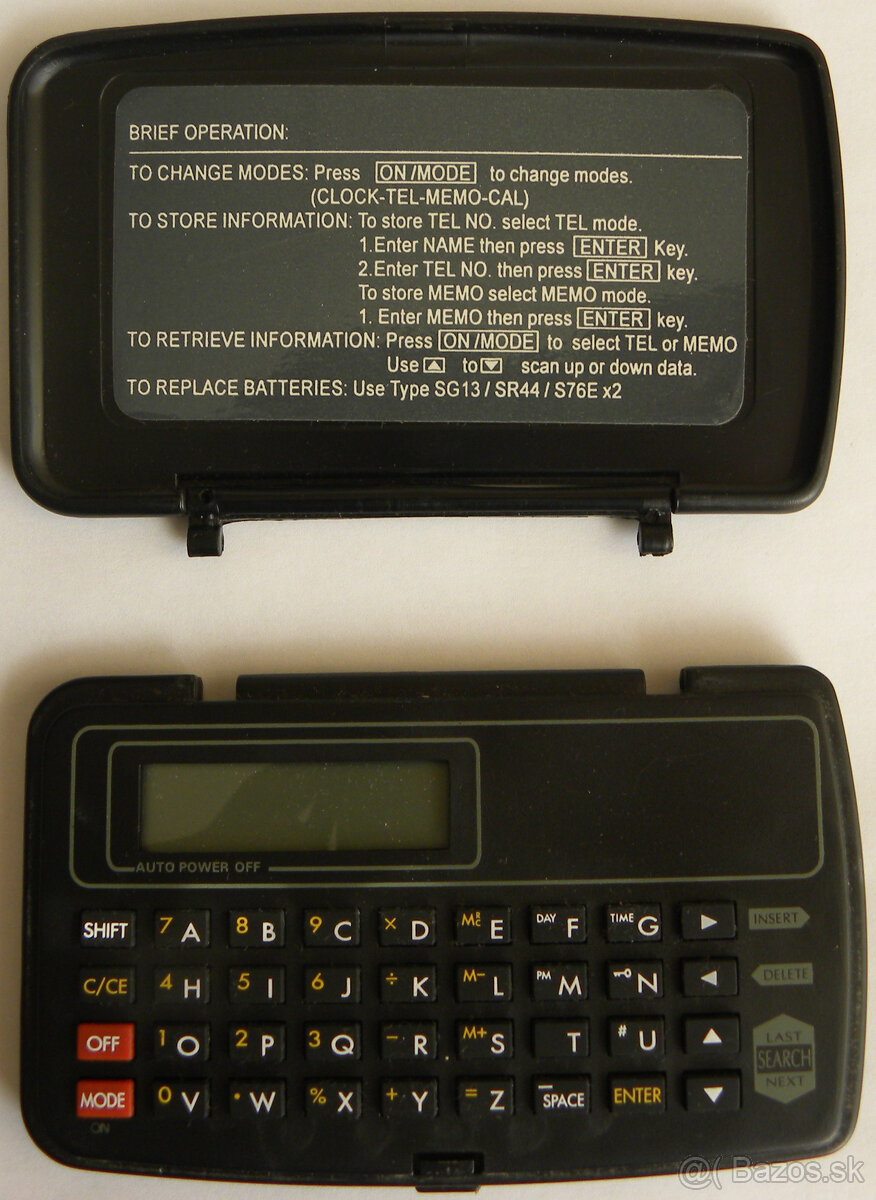 BRIEF OPERATION:
TO CHANGE MODES: Press ON/MODE to change modes.
(CLOCK-TEL-MEMO-CAL)
TO STORE INFORMATION: To store TEL NO. select TEL mode.
1.Enter NAME then press ENTER Key.
2.Enter TEL NO. then press ENTER key.
To store MEMO select MEMO mode.
1. Enter MEMO then press ENTER key.
TO RETRIEVE INFORMATION: Press ON/MODE to select TEL or MEMO
Use ▲ to ▼ scan up or down data.
TO REPLACE BATTERIES: Use Type SG13 / SR44 / S76E x2
AUTO POWER OFF
SHIFT 7 A 8 B 9 C × D MRC E DAY F TIME G ▶ INSERT
C/CE 4 H 5 I 6 J ÷ K M− L PM M N ◀ DELETE
OFF 1 O 2 P 3 Q − R . M+ S T # U ▲ LAST
SEARCH
MODE 0 V • W % X + Y = Z SPACE ENTER ▼ NEXT
ON
@( Bazos.sk